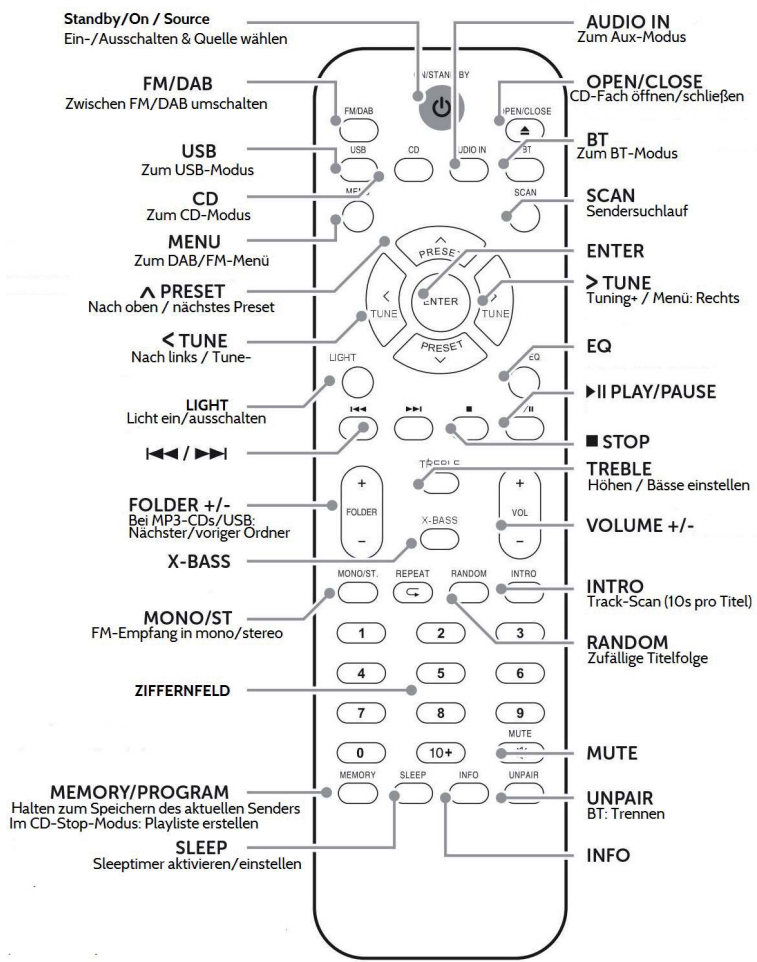 Standby/On / Source
Ein-/Ausschalten & Quelle wählen
FM/DAB
Zwischen FM/DAB umschalten
USB
Zum USB-Modus
CD
Zum CD-Modus
MENU
Zum DAB/FM-Menü
∧ PRESET
Nach oben / nächstes Preset
< TUNE
Nach links / Tune-
LIGHT
Licht ein/ausschalten
⏮ / ⏭
FOLDER +/-
Bei MP3-CDs/USB:
Nächster/voriger Ordner
X-BASS
MONO/ST
FM-Empfang in mono/stereo
ZIFFERNFELD
MEMORY/PROGRAM
Halten zum Speichern des aktuellen Senders
Im CD-Stop-Modus: Playliste erstellen
SLEEP
Sleeptimer aktivieren/einstellen
ON/STANDBY
FM/DAB
OPEN/CLOSE
USB
CD
AUDIO IN
BT
MENU
SCAN
PRESET
< TUNE
ENTER
> TUNE
PRESET
LIGHT
EQ
TREBLE
+
FOLDER
-
X-BASS
+
VOL
-
MONO/ST.
REPEAT
RANDOM
INTRO
1
2
3
4
5
6
7
8
9
MUTE
0
10+
MEMORY
SLEEP
INFO
UNPAIR
AUDIO IN
Zum Aux-Modus
OPEN/CLOSE
CD-Fach öffnen/schließen
BT
Zum BT-Modus
SCAN
Sendersuchlauf
ENTER
> TUNE
Tuning+ / Menü: Rechts
EQ
▶II PLAY/PAUSE
■ STOP
TREBLE
Höhen / Bässe einstellen
VOLUME +/-
INTRO
Track-Scan (10s pro Titel)
RANDOM
Zufällige Titelfolge
MUTE
UNPAIR
BT: Trennen
INFO